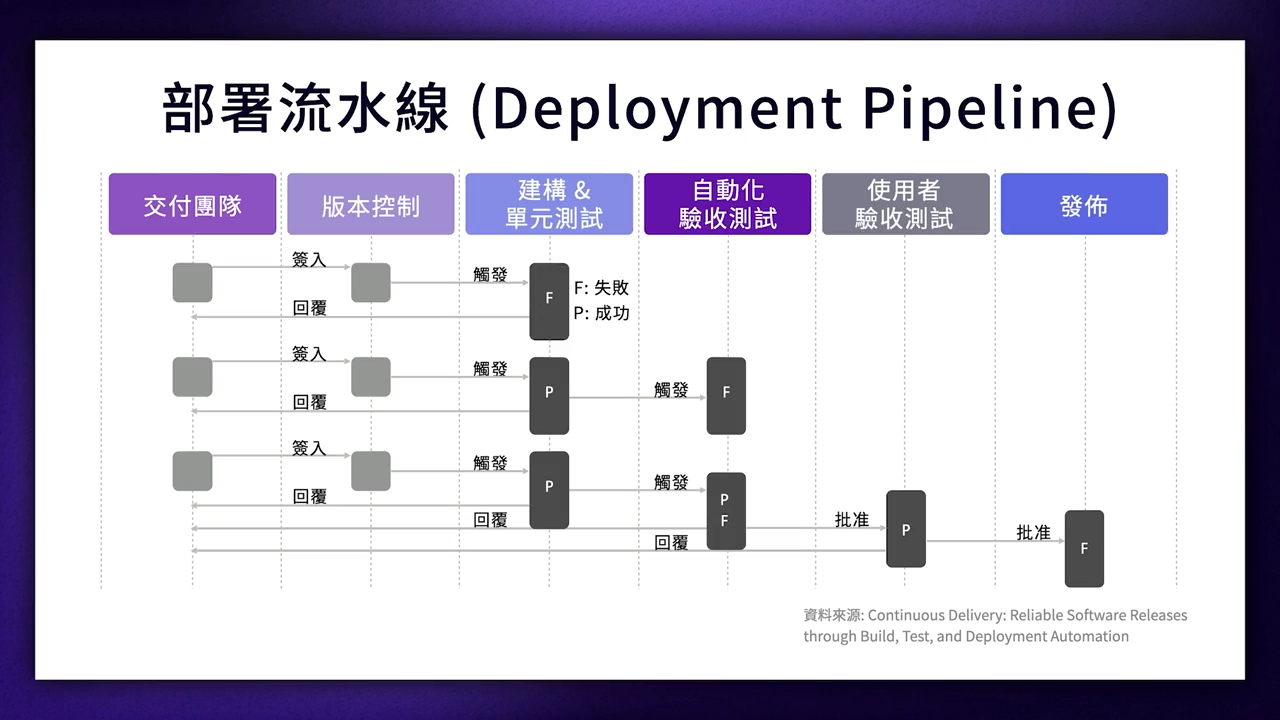 部署流水線 (Deployment Pipeline)
交付團隊
版本控制
建構 &
單元測試
自動化
驗收測試
使用者
驗收測試
發佈
簽入
觸發
F
F: 失敗
P: 成功
回覆
簽入
觸發
P
觸發
F
回覆
簽入
觸發
P
觸發
P
F
回覆
回覆
批准
P
批准
F
回覆
資料來源: Continuous Delivery: Reliable Software Releases
through Build, Test, and Deployment Automation